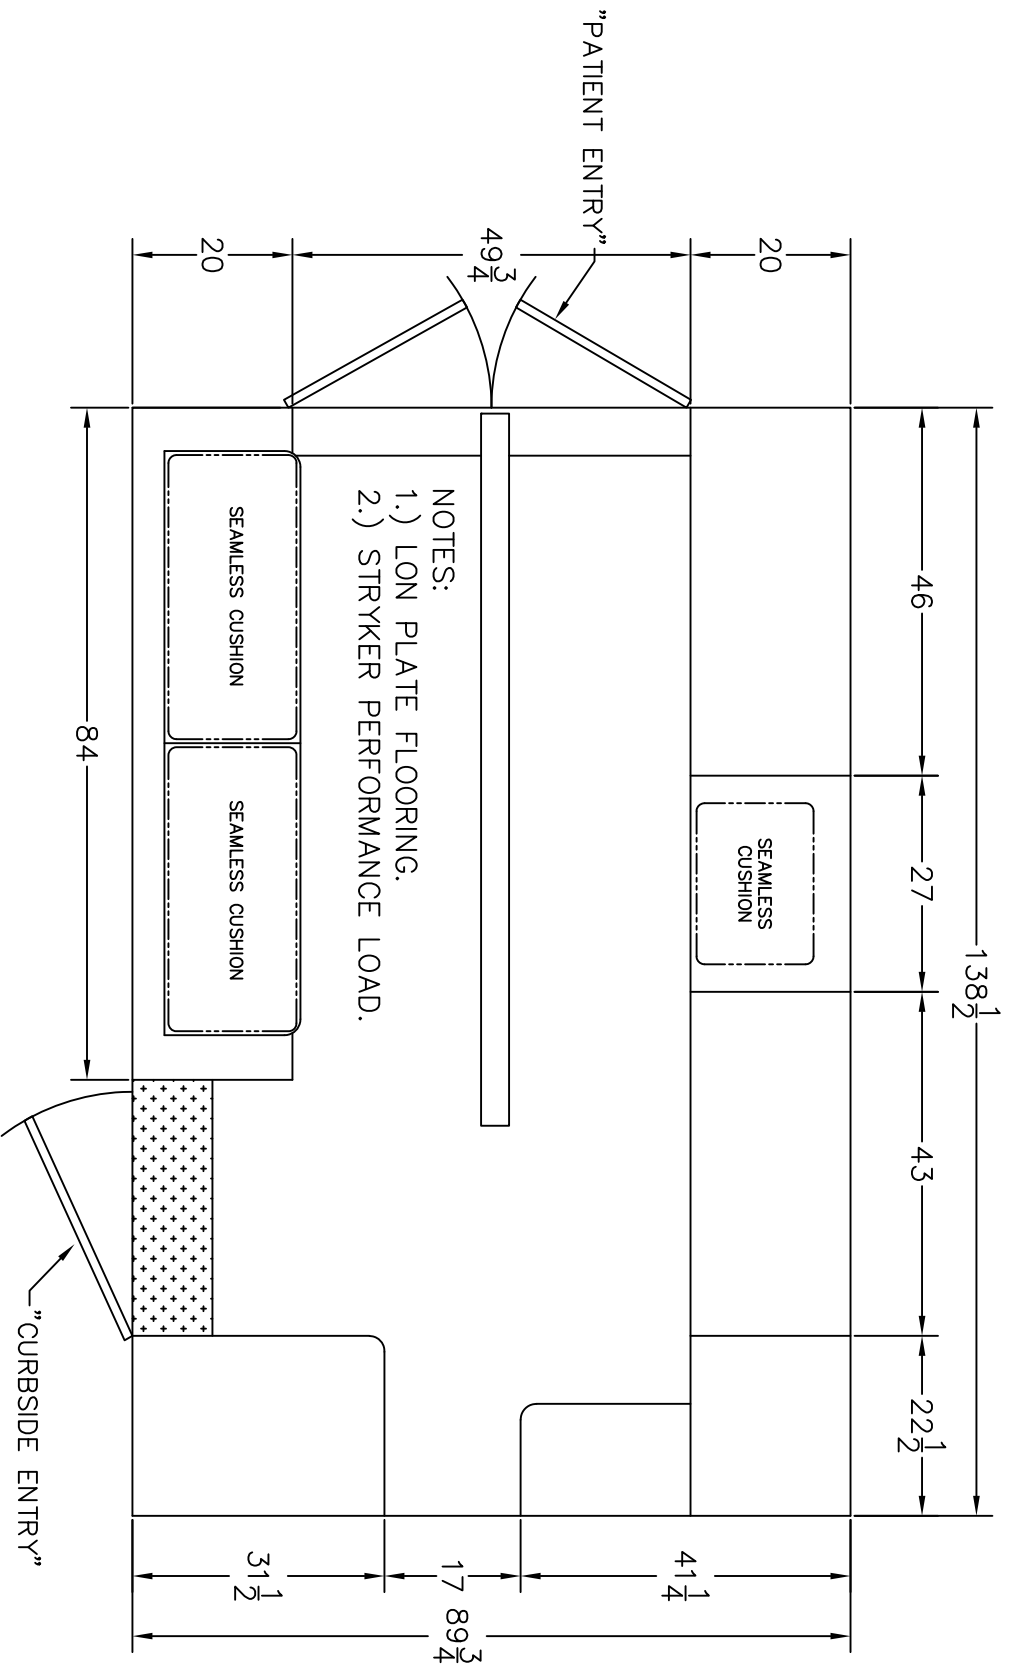 "PATIENT ENTRY"
138 1/2
46
27
43
22 1/2
20
49 3/4
20
SEAMLESS
CUSHION
NOTES:
1.) LON PLATE FLOORING.
2.) STRYKER PERFORMANCE LOAD.
SEAMLESS CUSHION
SEAMLESS CUSHION
41 1/4
17
31 1/2
89 3/4
84
"CURBSIDE ENTRY"